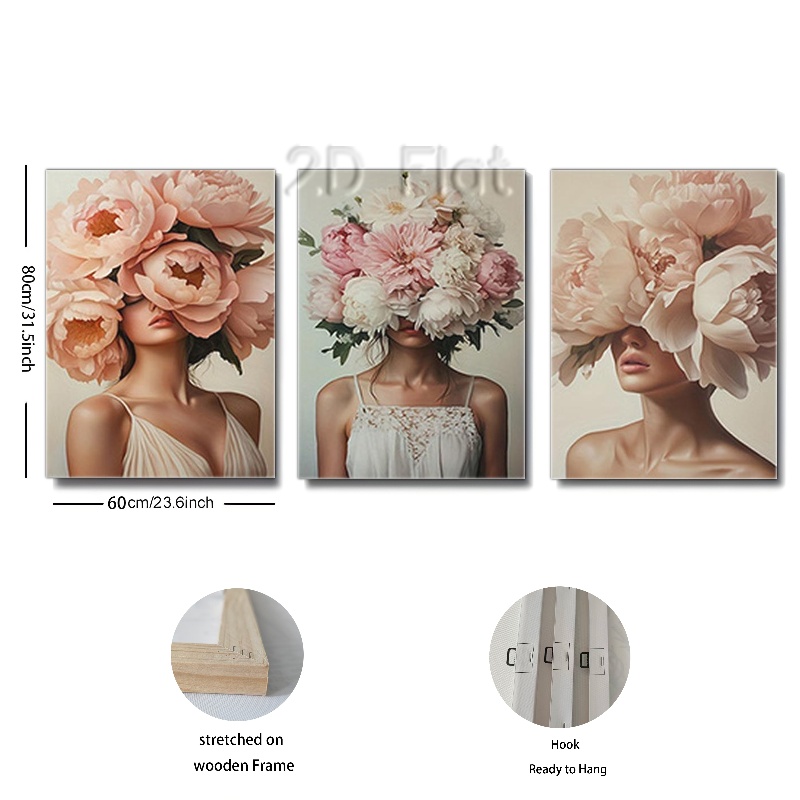 2D Flat
80cm/31.5inch
60cm/23.6inch
stretched on
wooden Frame
Hook
Ready to Hang